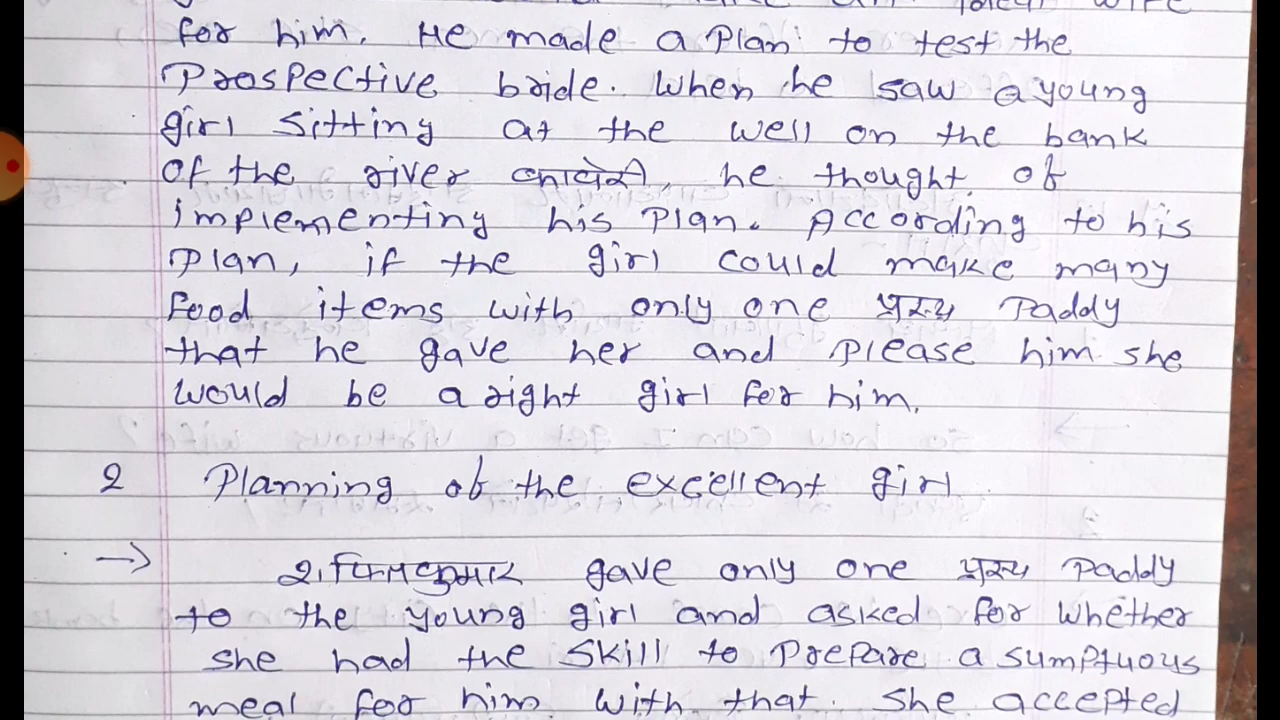 wife
for him. He made a Plan to test the
Prospective bride. When he saw a young
girl sitting at the well on the bank
of the river कावेरी, he thought of
implementing his plan. According to his
Plan, if the girl could make many
food items with only one प्रस्थ Paddy
that he gave her and please him she
would be a right girl for him.
2 Planning of the excellent girl
→ शक्तिकुमार gave only one प्रस्थ Paddy
to the young girl and asked for whether
she had the skill to Prepare a sumptuous
meal for him with that. She accepted